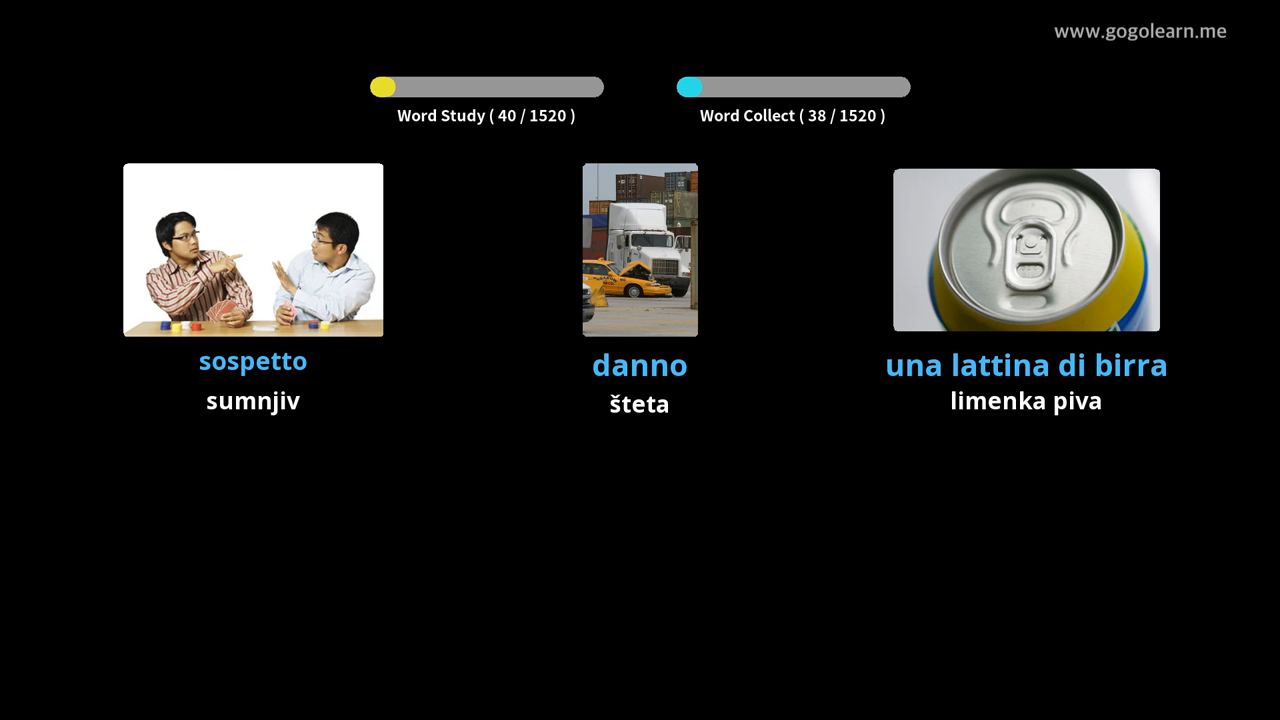 www.gogolearn.me
Word Study ( 40 / 1520 )
Word Collect ( 38 / 1520 )
sospetto
danno
una lattina di birra
sumnjiv
šteta
limenka piva